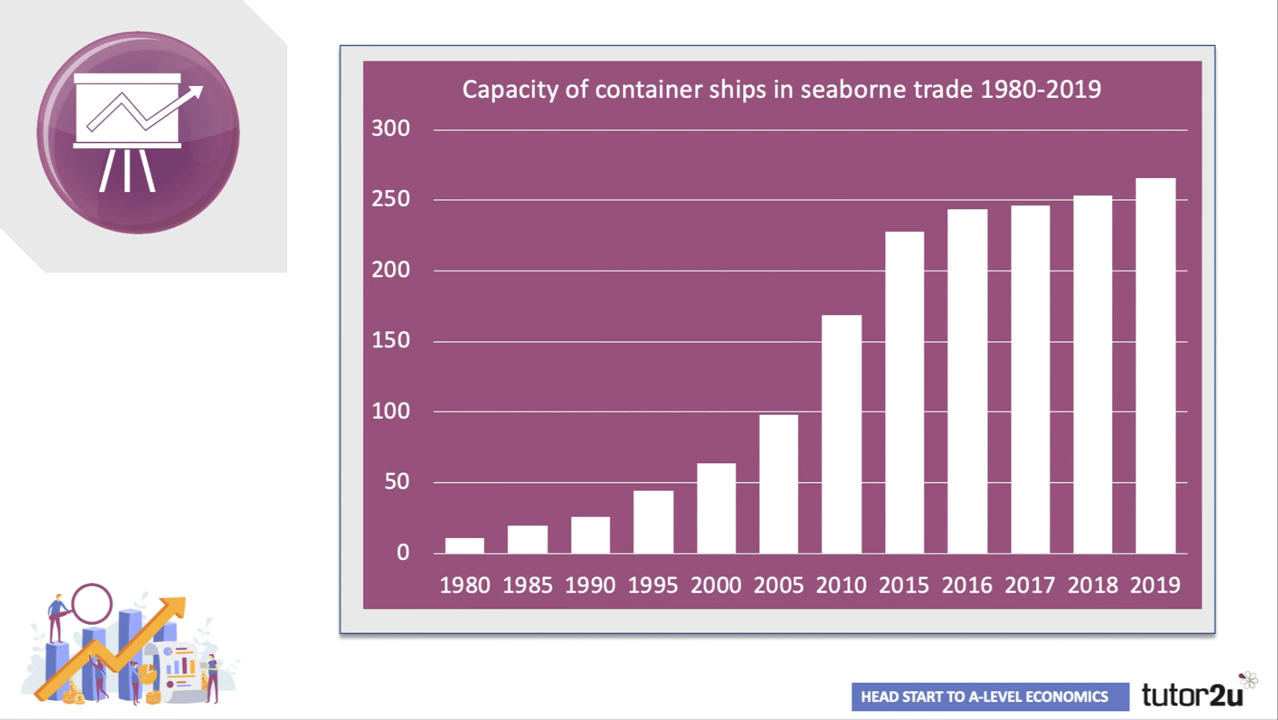 Capacity of container ships in seaborne trade 1980-2019
300
250
200
150
100
50
0
1980 1985 1990 1995 2000 2005 2010 2015 2016 2017 2018 2019
HEAD START TO A-LEVEL ECONOMICS
tutor2u